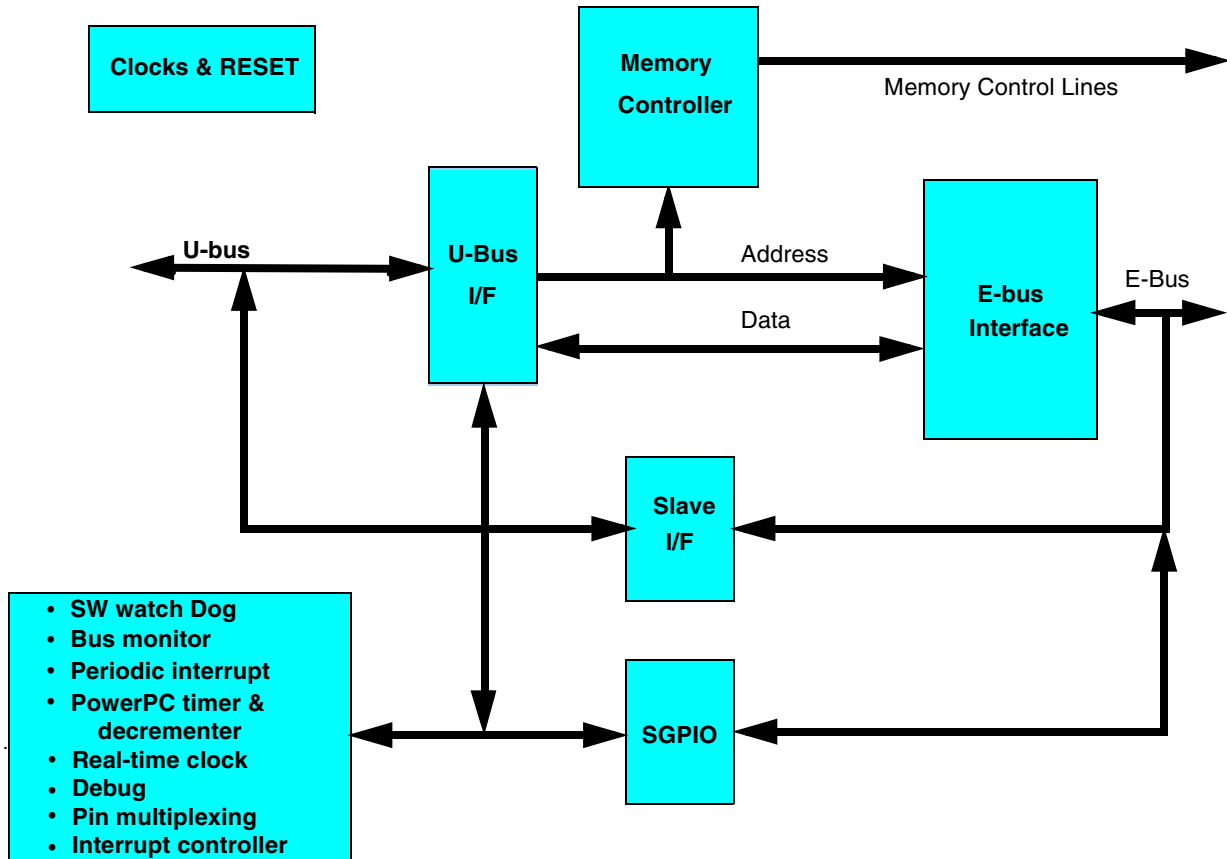 Clocks & RESET
Memory
Controller
Memory Control Lines
U-bus
U-Bus
I/F
Address
Data
E-bus
Interface
E-Bus
Slave
I/F
• SW watch Dog
• Bus monitor
• Periodic interrupt
• PowerPC timer &
decrementer
• Real-time clock
• Debug
• Pin multiplexing
• Interrupt controller
SGPIO